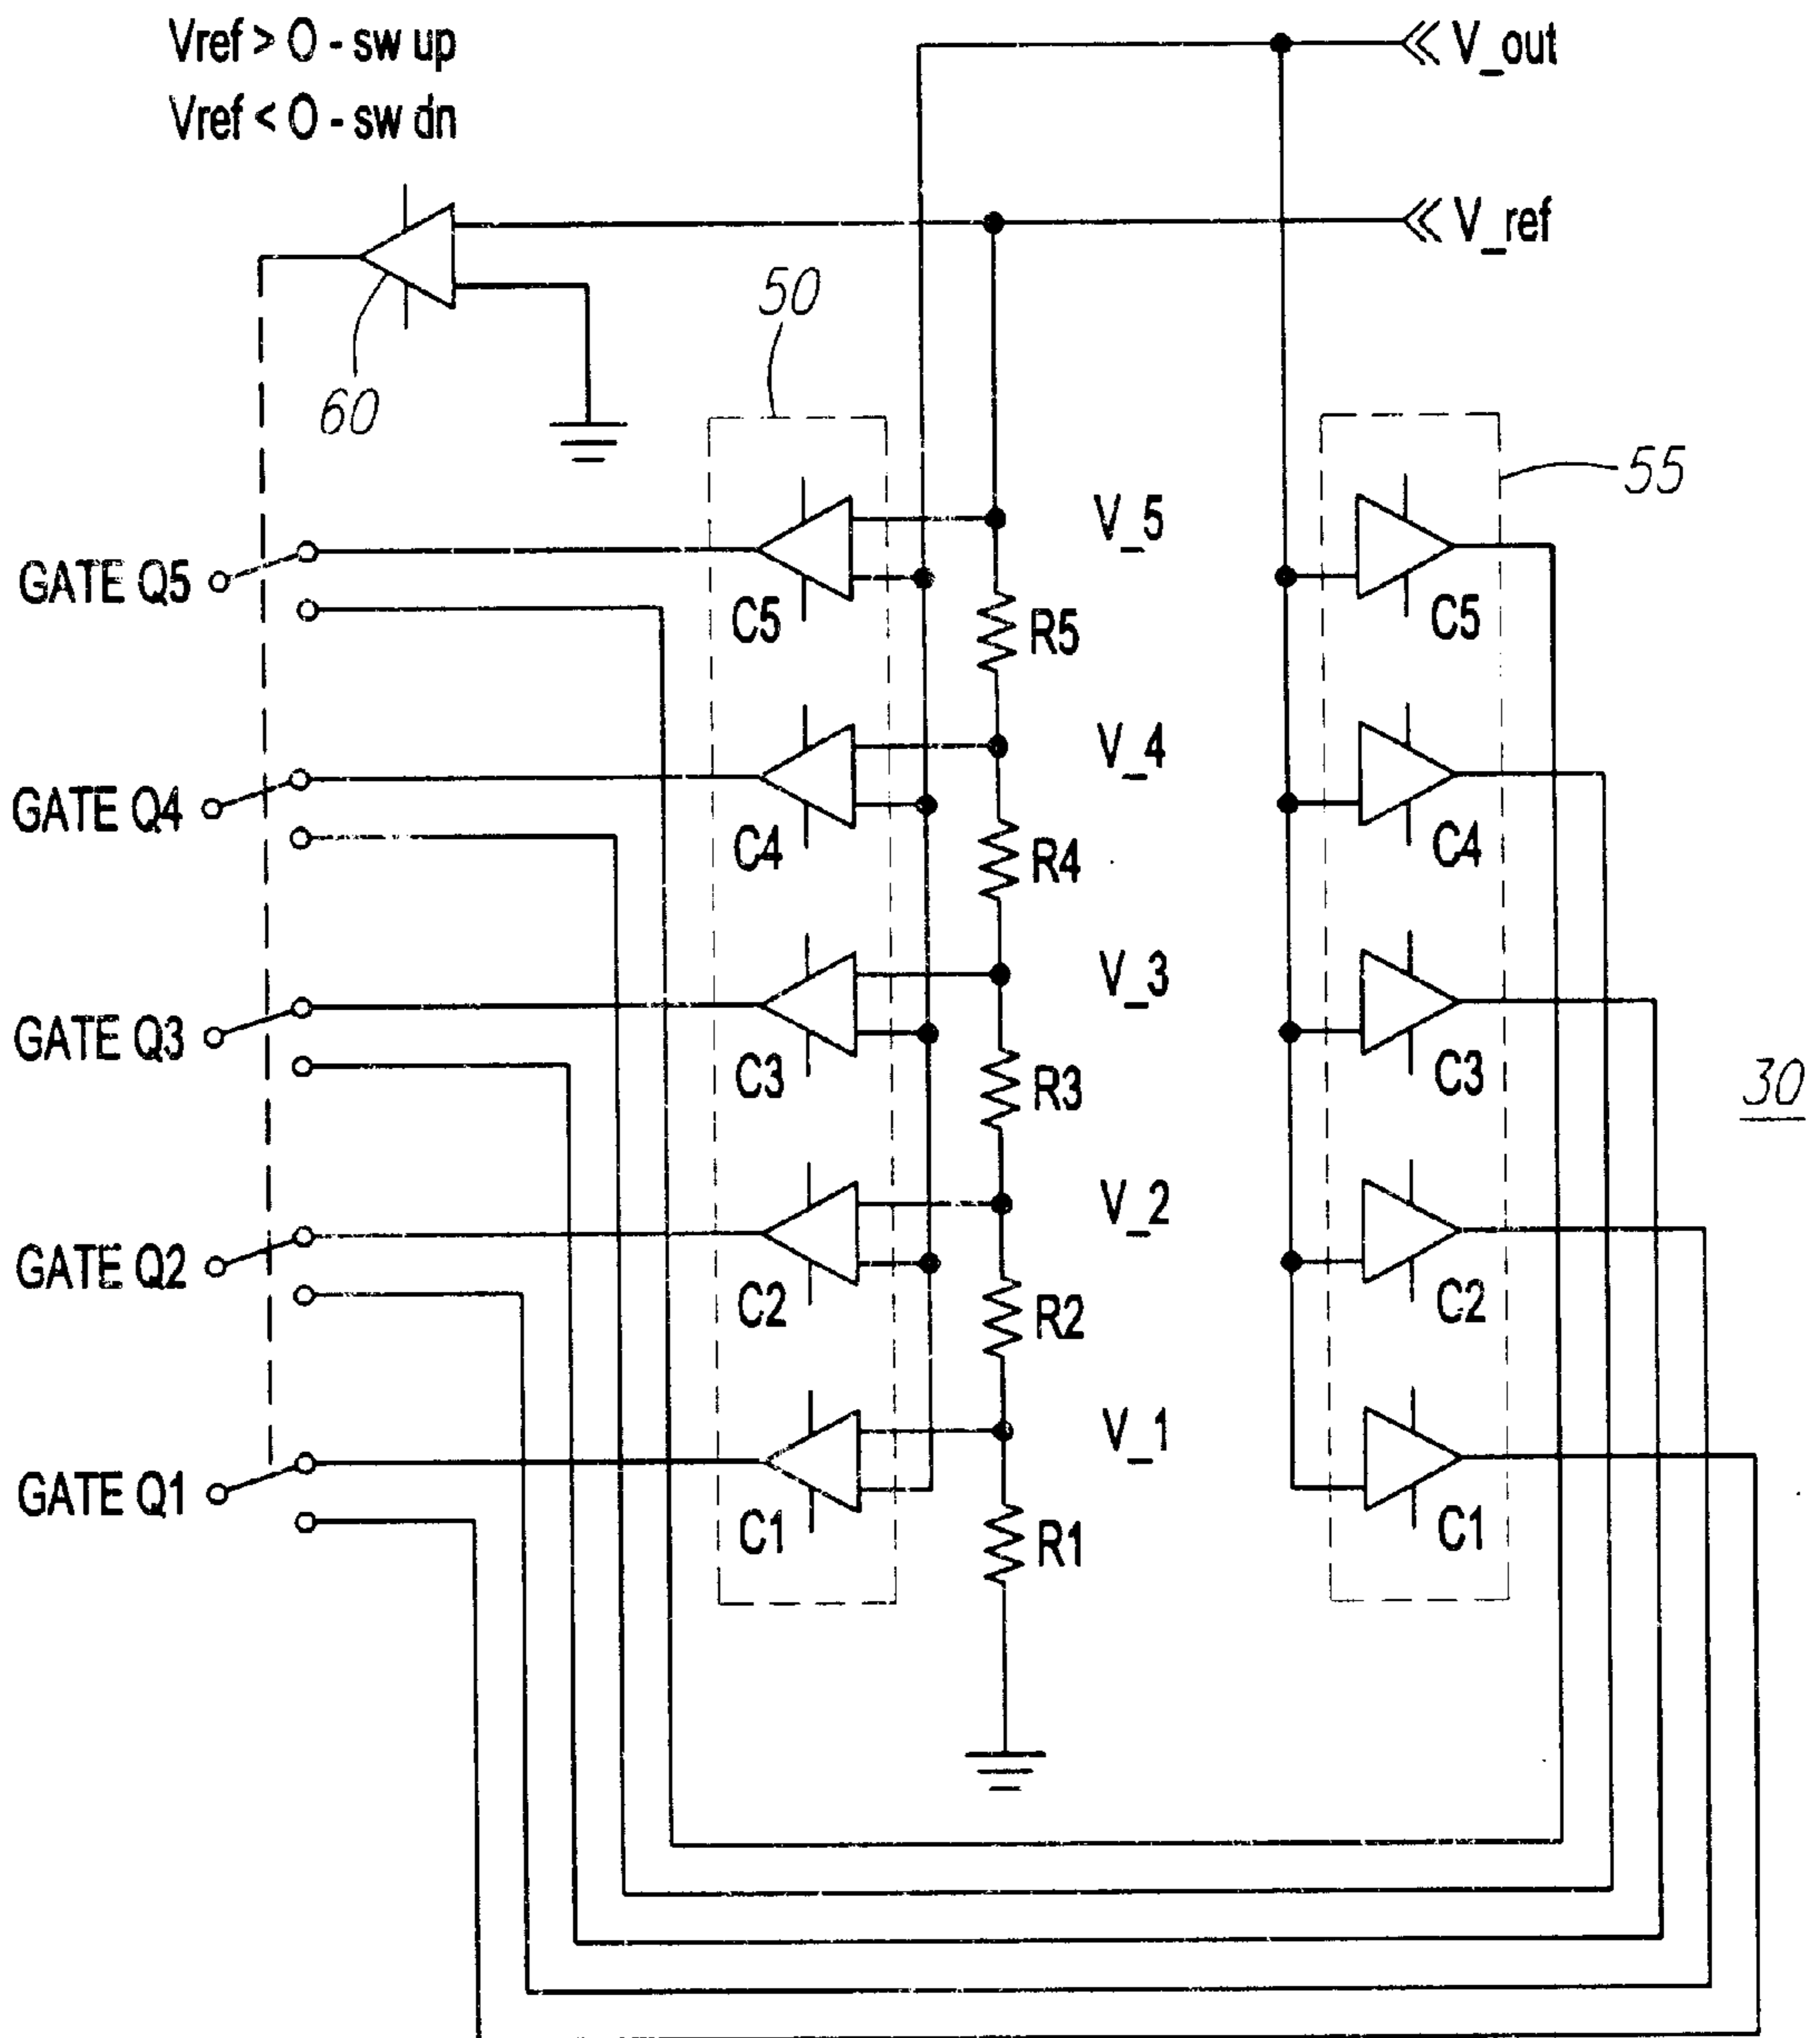 Vref > 0 - sw up
Vref < 0 - sw dn
V_out
V_ref
60
50
55
GATE Q5
C5
V_5
R5
C5
GATE Q4
C4
V_4
R4
C4
GATE Q3
C3
V_3
R3
C3
30
GATE Q2
C2
V_2
R2
C2
GATE Q1
C1
V_1
R1
C1